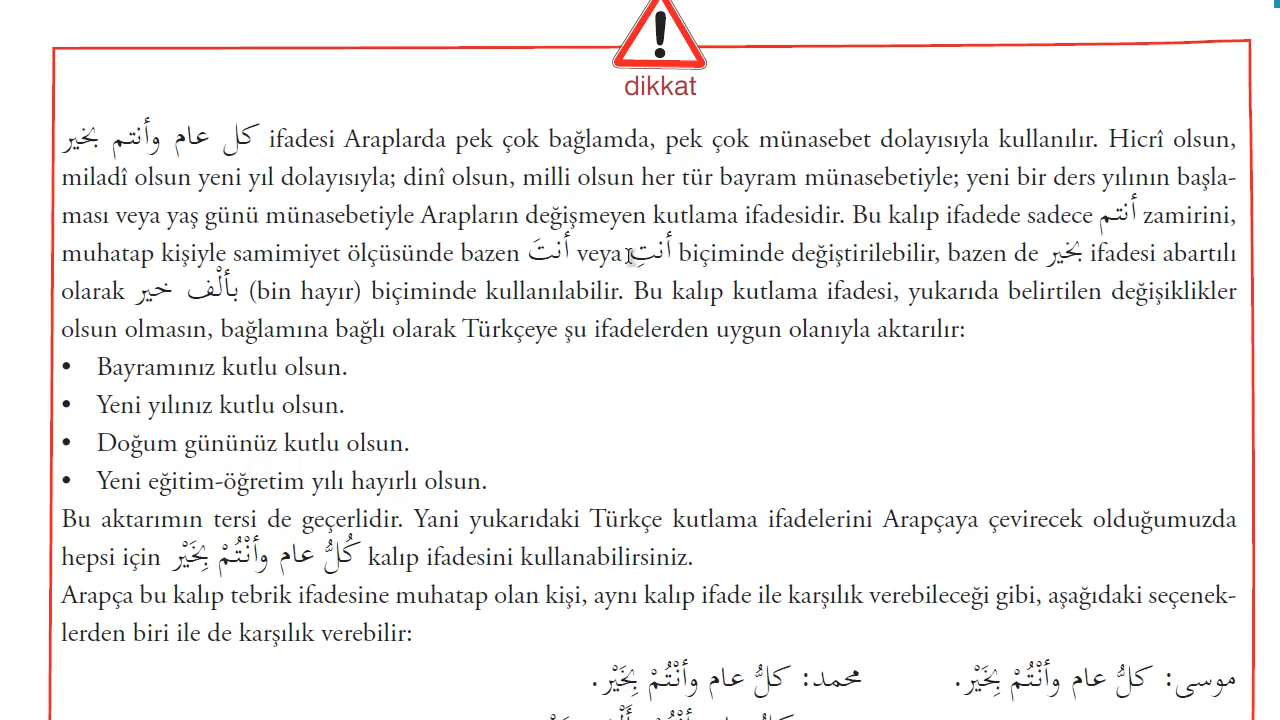 dikkat
كل عام وأنتم بخير ifadesi Araplarda pek çok bağlamda, pek çok münasebet dolayısıyla kullanılır. Hicrî olsun,
miladî olsun yeni yıl dolayısıyla; dinî olsun, milli olsun her tür bayram münasebetiyle; yeni bir ders yılının başla-
ması veya yaş günü münasebetiyle Arapların değişmeyen kutlama ifadesidir. Bu kalıp ifadede sadece أنتم zamirini,
muhatap kişiyle samimiyet ölçüsünde bazen أنتَ veya أنتِ biçiminde değiştirilebilir, bazen de بخير ifadesi abartılı
olarak بألْف خير (bin hayır) biçiminde kullanılabilir. Bu kalıp kutlama ifadesi, yukarıda belirtilen değişiklikler
olsun olmasın, bağlamına bağlı olarak Türkçeye şu ifadelerden uygun olanıyla aktarılır:
• Bayramınız kutlu olsun.
• Yeni yılınız kutlu olsun.
• Doğum gününüz kutlu olsun.
• Yeni eğitim-öğretim yılı hayırlı olsun.
Bu aktarımın tersi de geçerlidir. Yani yukarıdaki Türkçe kutlama ifadelerini Arapçaya çevirecek olduğumuzda
hepsi için كُلُّ عام وأنْتُمْ بِخَيْر kalıp ifadesini kullanabilirsiniz.
Arapça bu kalıp tebrik ifadesine muhatap olan kişi, aynı kalıp ifade ile karşılık verebileceği gibi, aşağıdaki seçenek-
lerden biri ile de karşılık verebilir:
موسى: كلُّ عام وأنْتُمْ بِخَيْر. محمد: كلُّ عام وأنْتُمْ بِخَيْر.